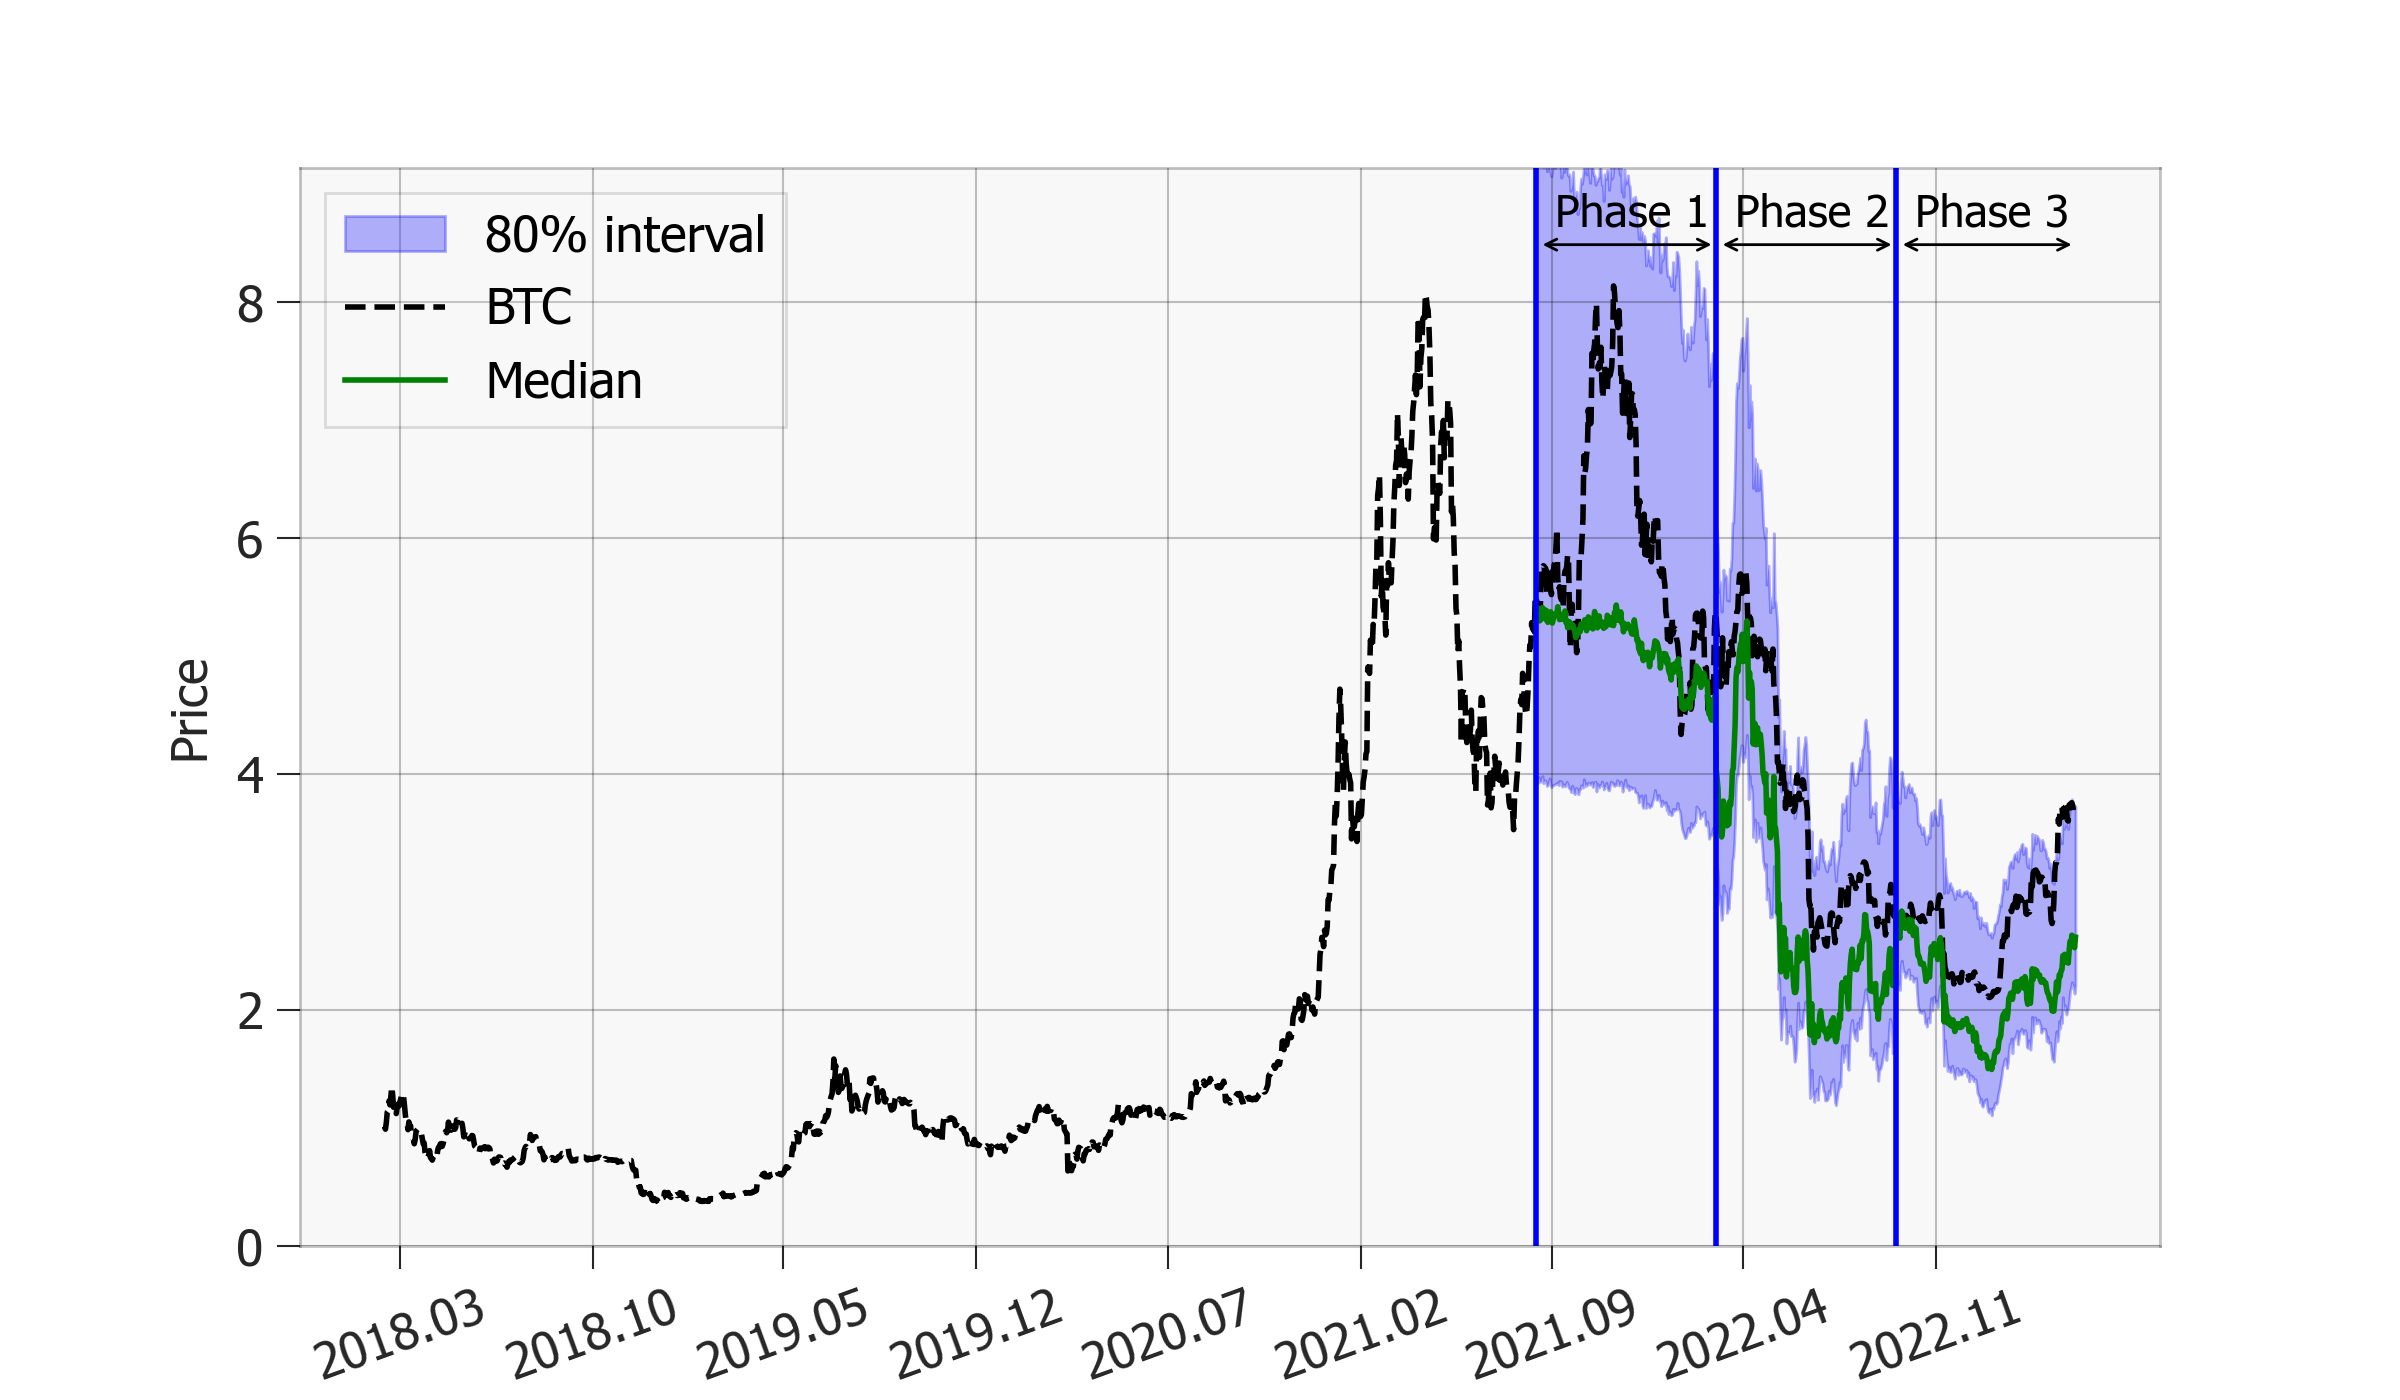 80% interval
BTC
Median
Phase 1
Phase 2
Phase 3
Price
8
6
4
2
0
2018.03
2018.10
2019.05
2019.12
2020.07
2021.02
2021.09
2022.04
2022.11